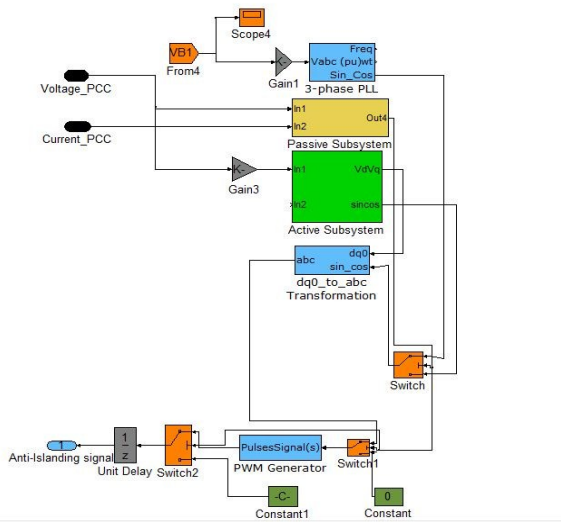 Scope4
VB1
From4
K-
Gain1
Freq
Vabc (pu)wt
Sin_Cos
3-phase PLL
Voltage_PCC
Current_PCC
In1
In2
Out4
Passive Subsystem
K-
Gain3
In1
In2
VdVq
sincos
Active Subsystem
abc
dq0
sin_cos
dq0_to_abc
Transformation
Switch
1
Anti-Islanding signal
1
z
Unit Delay
Switch2
PulsesSignal(s)
PWM Generator
Switch1
-C-
Constant1
0
Constant